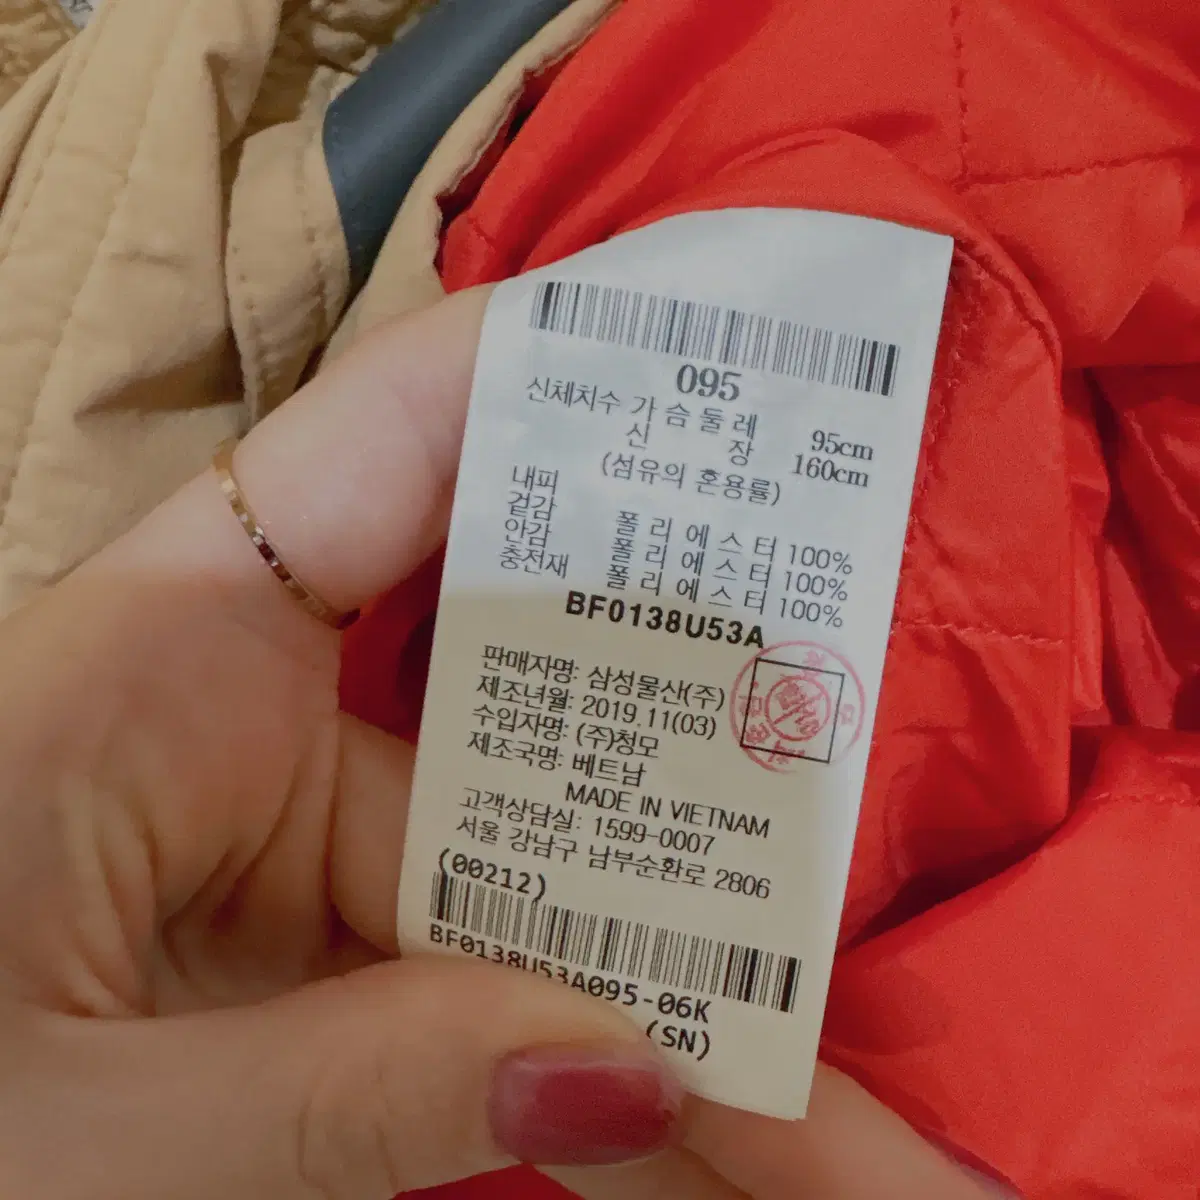 095
신체치수 가 슴 둘 레 95cm
신 장 160cm
(섬유의 혼용률)
내피
겉감 폴 리 에 스 터 100%
안감 폴 리 에 스 터 100%
충전재 폴 리 에 스 터 100%
BF0138U53A
판매자명: 삼성물산(주)
제조년월: 2019.11(03)
수입자명: (주)청모
제조국명: 베트남
MADE IN VIETNAM
고객상담실: 1599-0007
서울 강남구 남부순환로 2806
(00212)
BF0138U53A095-06K
(SN)